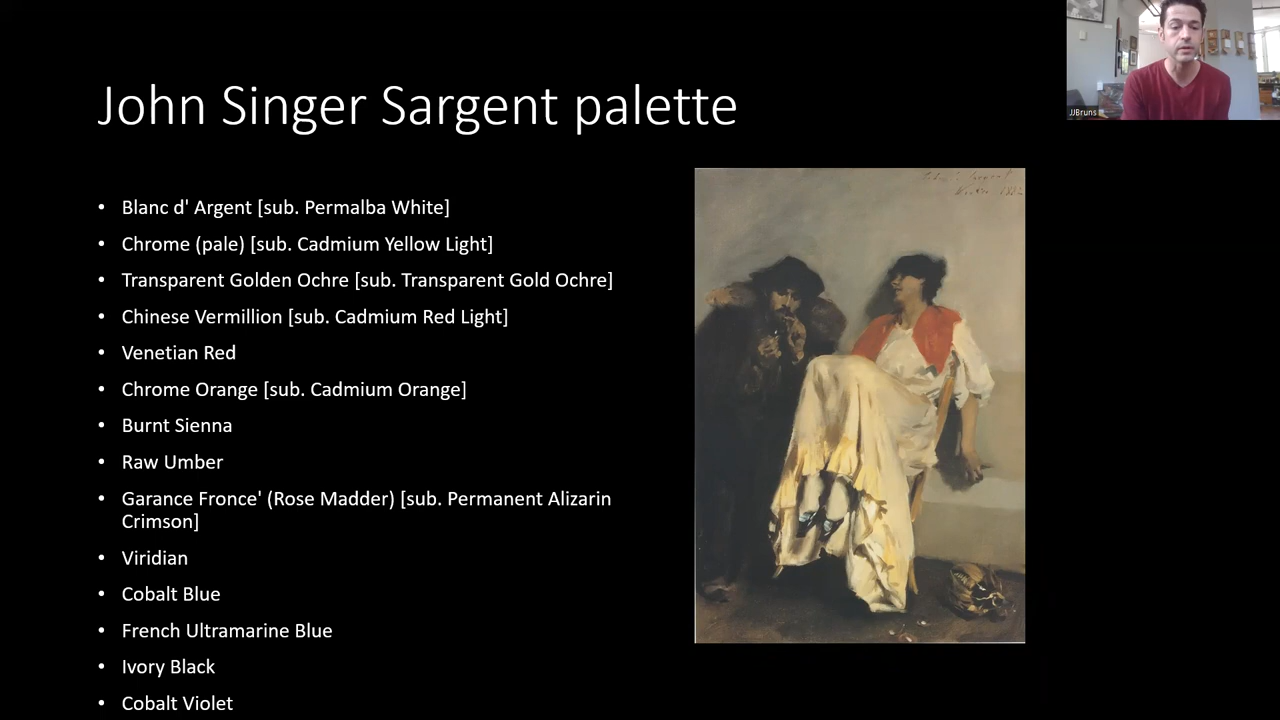 John Singer Sargent palette
JJBruns
• Blanc d' Argent [sub. Permalba White]
• Chrome (pale) [sub. Cadmium Yellow Light]
• Transparent Golden Ochre [sub. Transparent Gold Ochre]
• Chinese Vermillion [sub. Cadmium Red Light]
• Venetian Red
• Chrome Orange [sub. Cadmium Orange]
• Burnt Sienna
• Raw Umber
• Garance Fronce' (Rose Madder) [sub. Permanent Alizarin
Crimson]
• Viridian
• Cobalt Blue
• French Ultramarine Blue
• Ivory Black
• Cobalt Violet